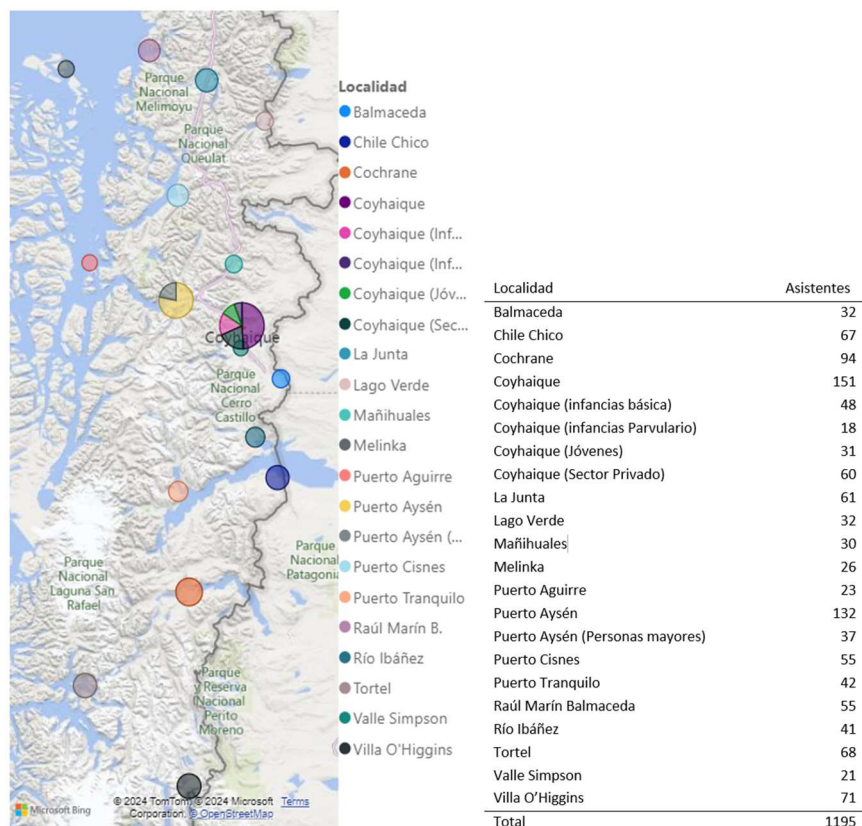 Parque
Nacional
Melimoyu
Parque
Nacional
Queulat
Coyhaique
Parque
Nacional
Cerro
Castillo
Parque
Nacional
Patagonia
Parque
Nacional
Laguna San
Rafael
Parque
y Reserva
Nacional
Perito
Moreno
Microsoft Bing
© 2024 TomTom, © 2024 Microsoft Terms
Corporation, © OpenStreetMap
Localidad
Balmaceda
Chile Chico
Cochrane
Coyhaique
Coyhaique (Inf...
Coyhaique (Inf...
Coyhaique (Jóv...
Coyhaique (Sec...
La Junta
Lago Verde
Mañihuales
Melinka
Puerto Aguirre
Puerto Aysén
Puerto Aysén (...
Puerto Cisnes
Puerto Tranquilo
Raúl Marín B.
Río Ibáñez
Tortel
Valle Simpson
Villa O'Higgins
Localidad Asistentes
Balmaceda 32
Chile Chico 67
Cochrane 94
Coyhaique 151
Coyhaique (infancias básica) 48
Coyhaique (infancias Parvulario) 18
Coyhaique (Jóvenes) 31
Coyhaique (Sector Privado) 60
La Junta 61
Lago Verde 32
Mañihuales 30
Melinka 26
Puerto Aguirre 23
Puerto Aysén 132
Puerto Aysén (Personas mayores) 37
Puerto Cisnes 55
Puerto Tranquilo 42
Raúl Marín Balmaceda 55
Río Ibáñez 41
Tortel 68
Valle Simpson 21
Villa O’Higgins 71
Total 1195